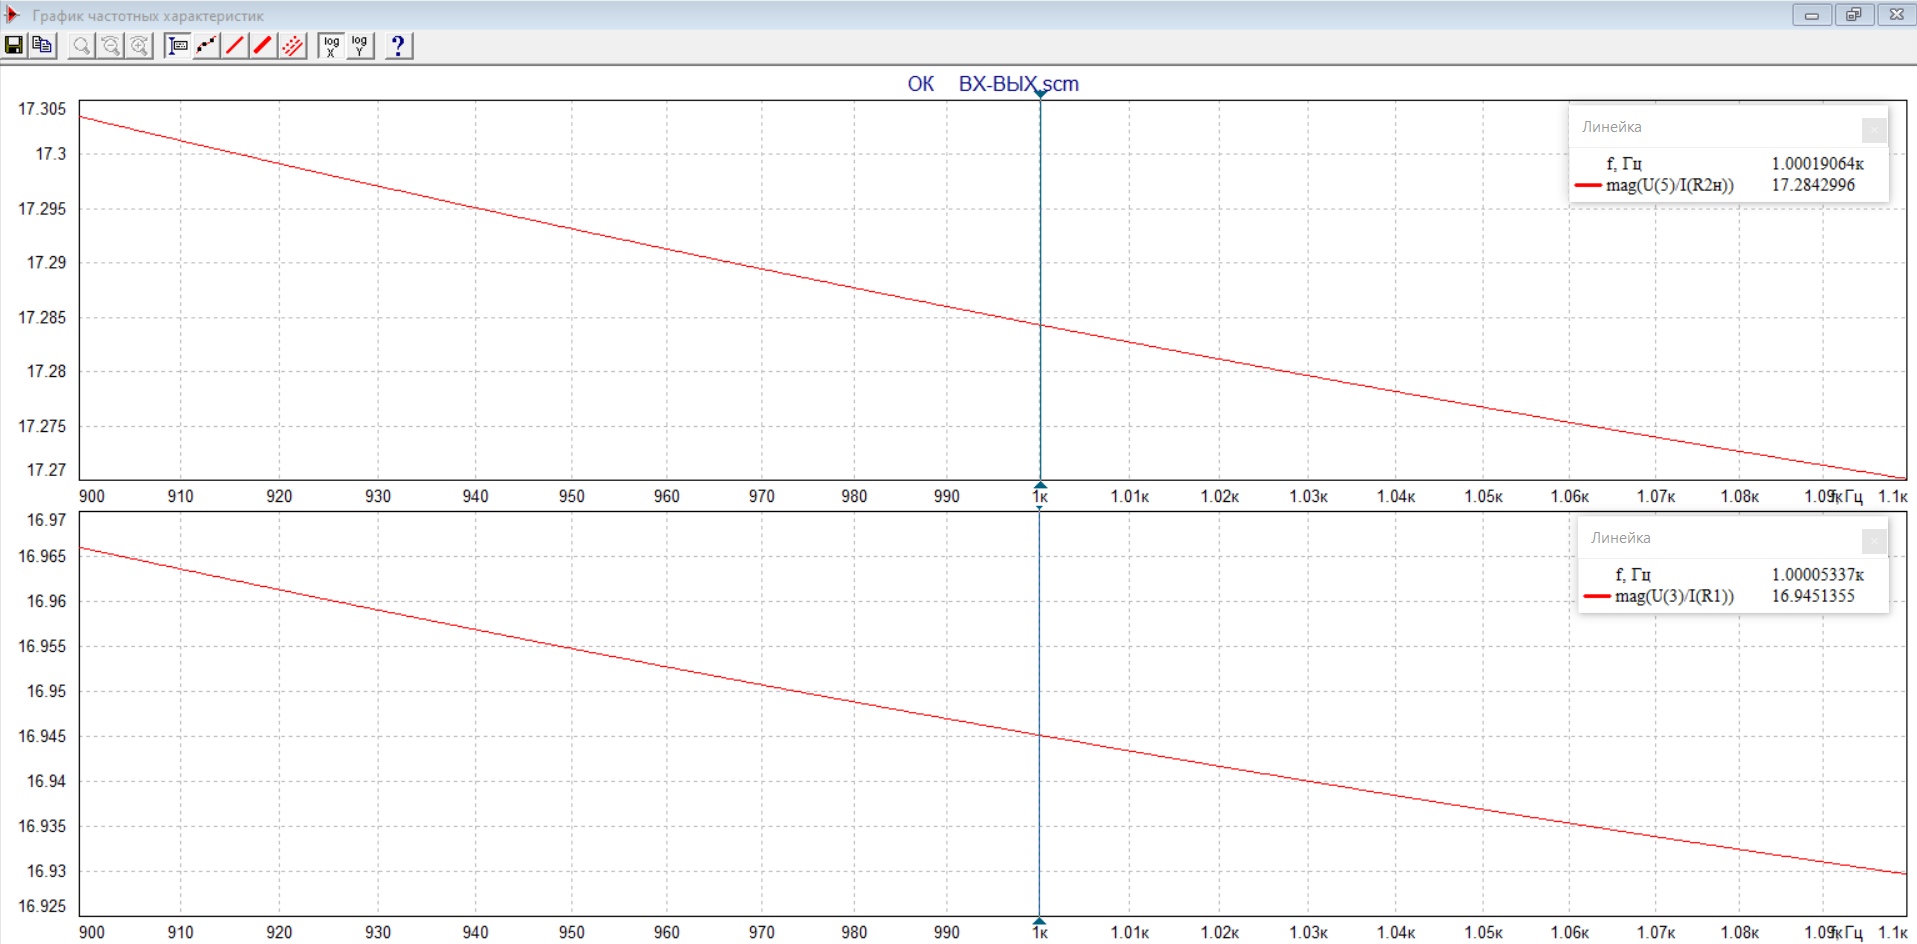 График частотных характеристик
log X
log Y
?
ОК ВХ-ВЫХ.scm
17.305
17.3
17.295
17.29
17.285
17.28
17.275
17.27
Линейка
f, Гц 1.00019064к
mag(U(5)/I(R2н)) 17.2842996
900 910 920 930 940 950 960 970 980 990 1к 1.01к 1.02к 1.03к 1.04к 1.05к 1.06к 1.07к 1.08к 1.09к f, Гц 1.1к
16.97
16.965
16.96
16.955
16.95
16.945
16.94
16.935
16.93
16.925
Линейка
f, Гц 1.00005337к
mag(U(3)/I(R1)) 16.9451355
900 910 920 930 940 950 960 970 980 990 1к 1.01к 1.02к 1.03к 1.04к 1.05к 1.06к 1.07к 1.08к 1.09к f, Гц 1.1к